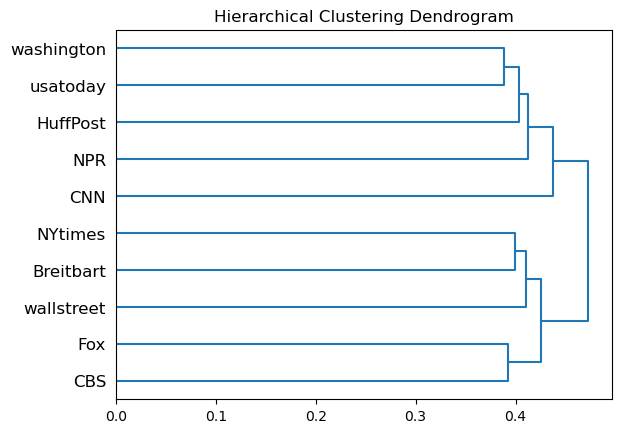 Hierarchical Clustering Dendrogram
washington
usatoday
HuffPost
NPR
CNN
NYtimes
Breitbart
wallstreet
Fox
CBS
0.0 0.1 0.2 0.3 0.4